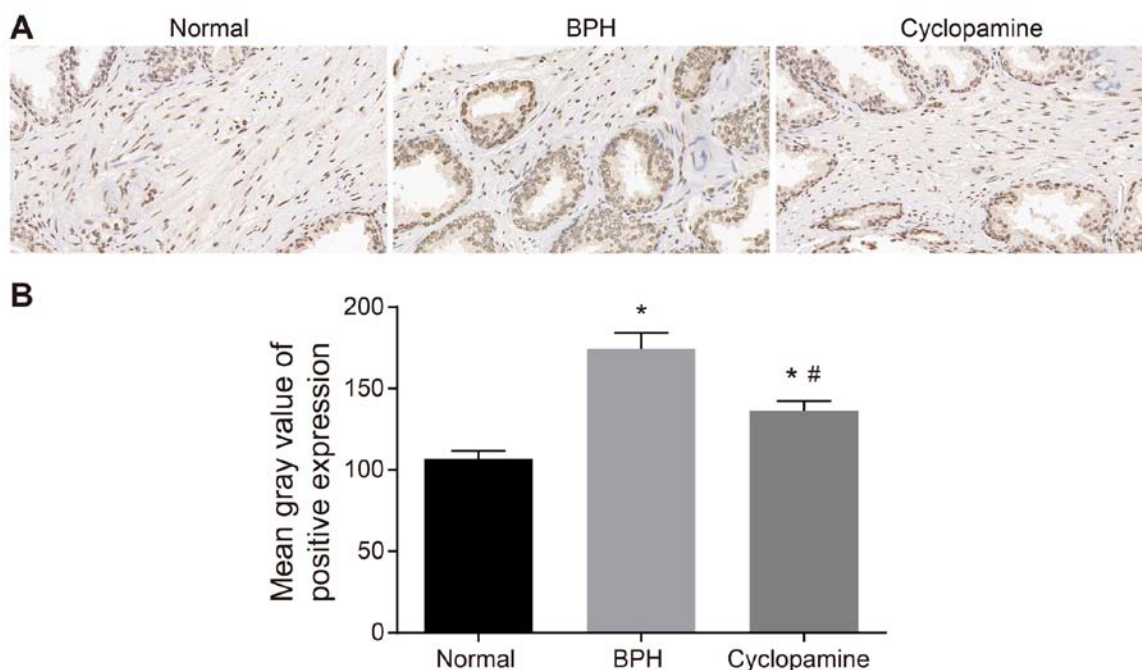 A
Normal
BPH
Cyclopamine
B
Mean gray value of
positive expression
200
150
100
50
0
*
* #
Normal
BPH
Cyclopamine